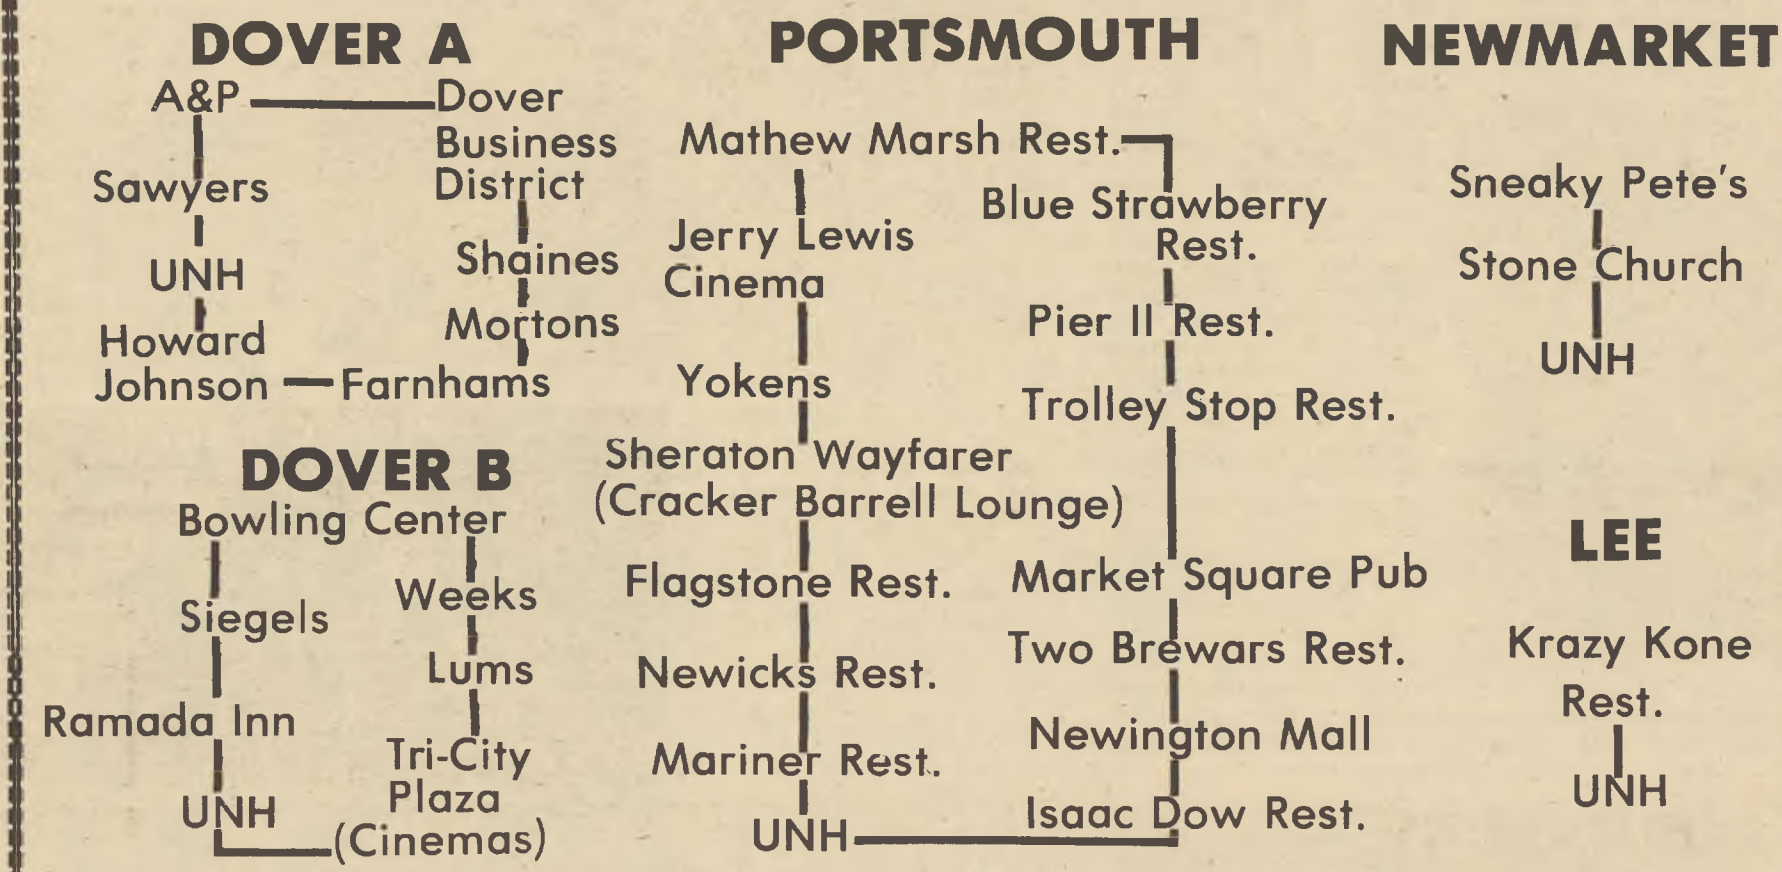 DOVER A
A&P
Dover
Business
District
Sawyers
Shaines
UNH
Mortons
Howard
Johnson
Farnhams
DOVER B
Bowling Center
Siegels
Weeks
Lums
Ramada Inn
Tri-City
Plaza
(Cinemas)
UNH
PORTSMOUTH
Mathew Marsh Rest.
Jerry Lewis
Cinema
Yokens
Sheraton Wayfarer
(Cracker Barrell Lounge)
Flagstone Rest.
Newicks Rest.
Mariner Rest.
UNH
Blue Strawberry
Rest.
Pier II Rest.
Trolley Stop Rest.
Market Square Pub
Two Brewars Rest.
Newington Mall
Isaac Dow Rest.
NEWMARKET
Sneaky Pete's
Stone Church
UNH
LEE
Krazy Kone
Rest.
UNH